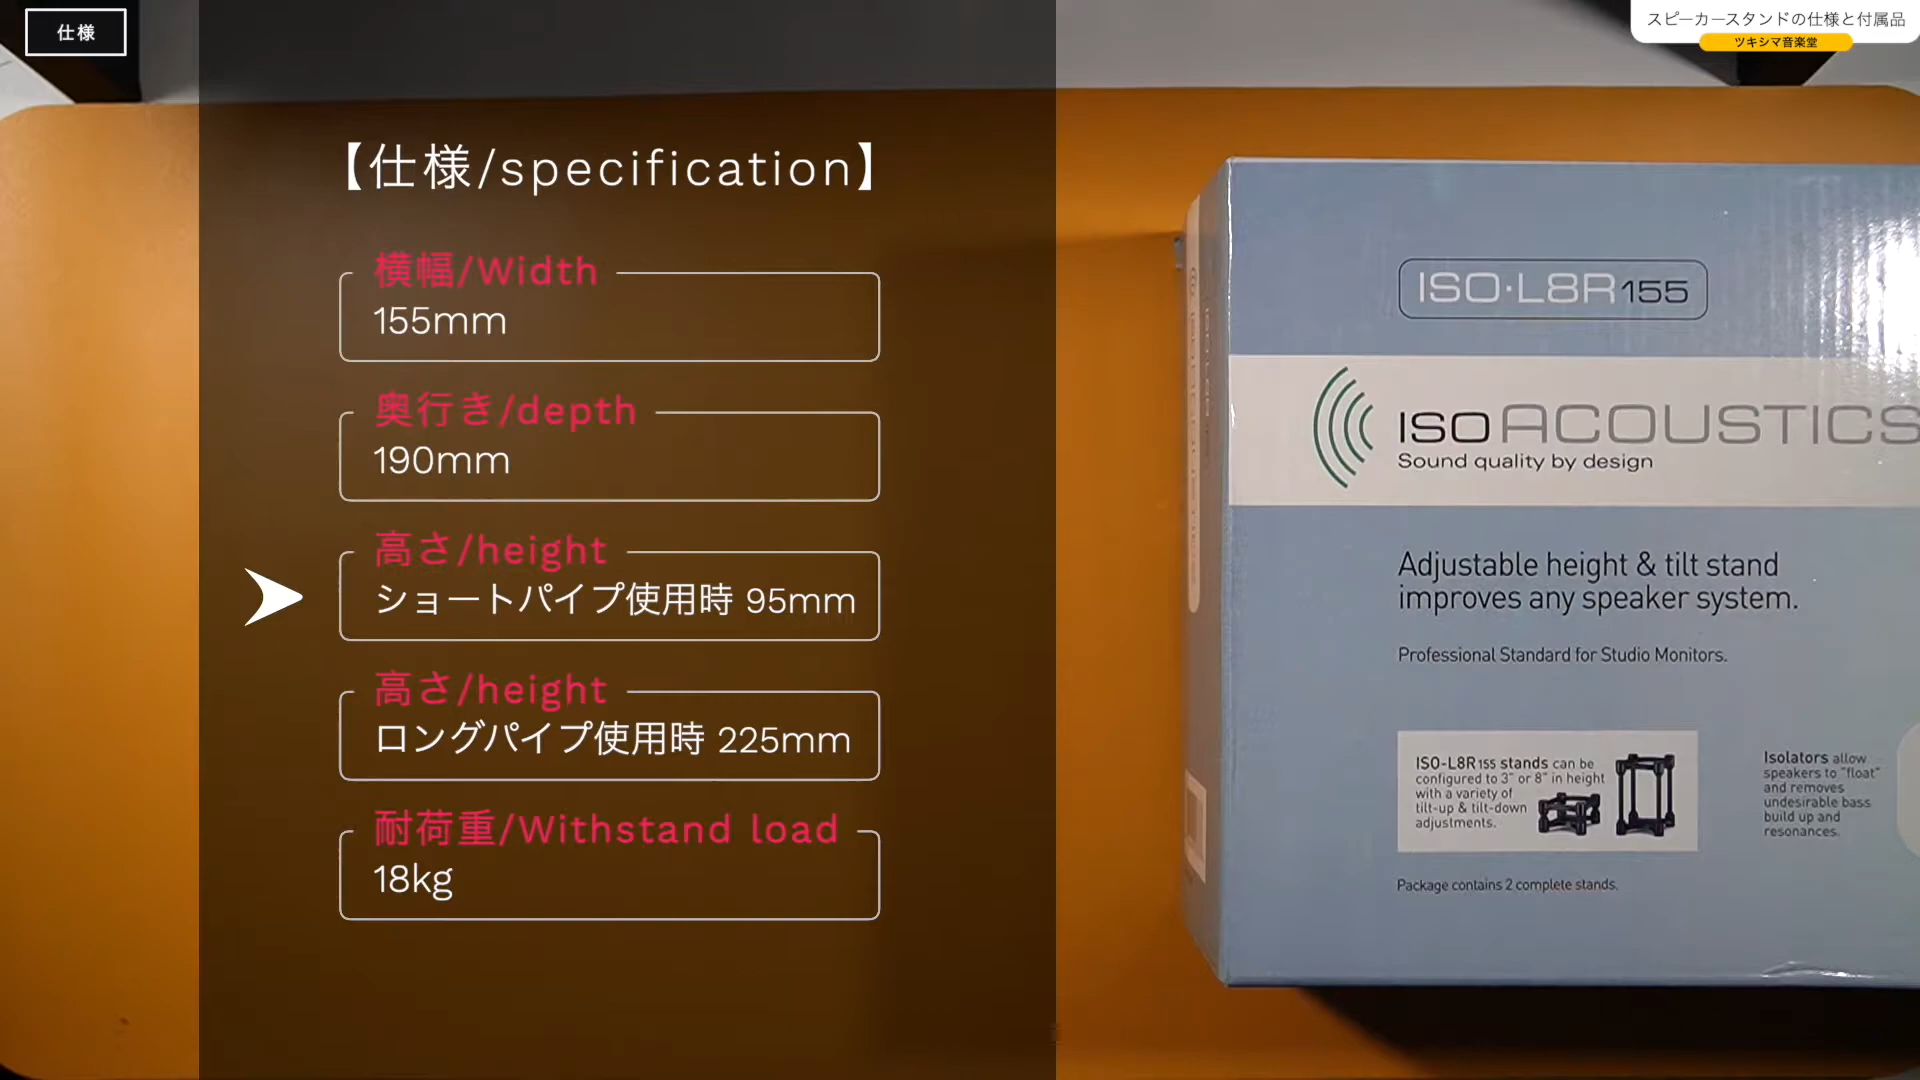 仕様
スピーカースタンドの仕様と付属品
ツキシマ音楽堂
【仕様/specification】
横幅/Width
155mm
奥行き/depth
190mm
高さ/height
ショートパイプ使用時 95mm
高さ/height
ロングパイプ使用時 225mm
耐荷重/Withstand load
18kg
ISO·L8R155
ISOACOUSTICS
Sound quality by design
Adjustable height & tilt stand
improves any speaker system.
Professional Standard for Studio Monitors.
ISO-L8R155 stands can be
configured to 3" or 8" in height
with a variety of
tilt-up & tilt-down
adjustments.
Isolators allow
speakers to "float"
and removes
undesirable bass
build up and
resonances.
Package contains 2 complete stands.